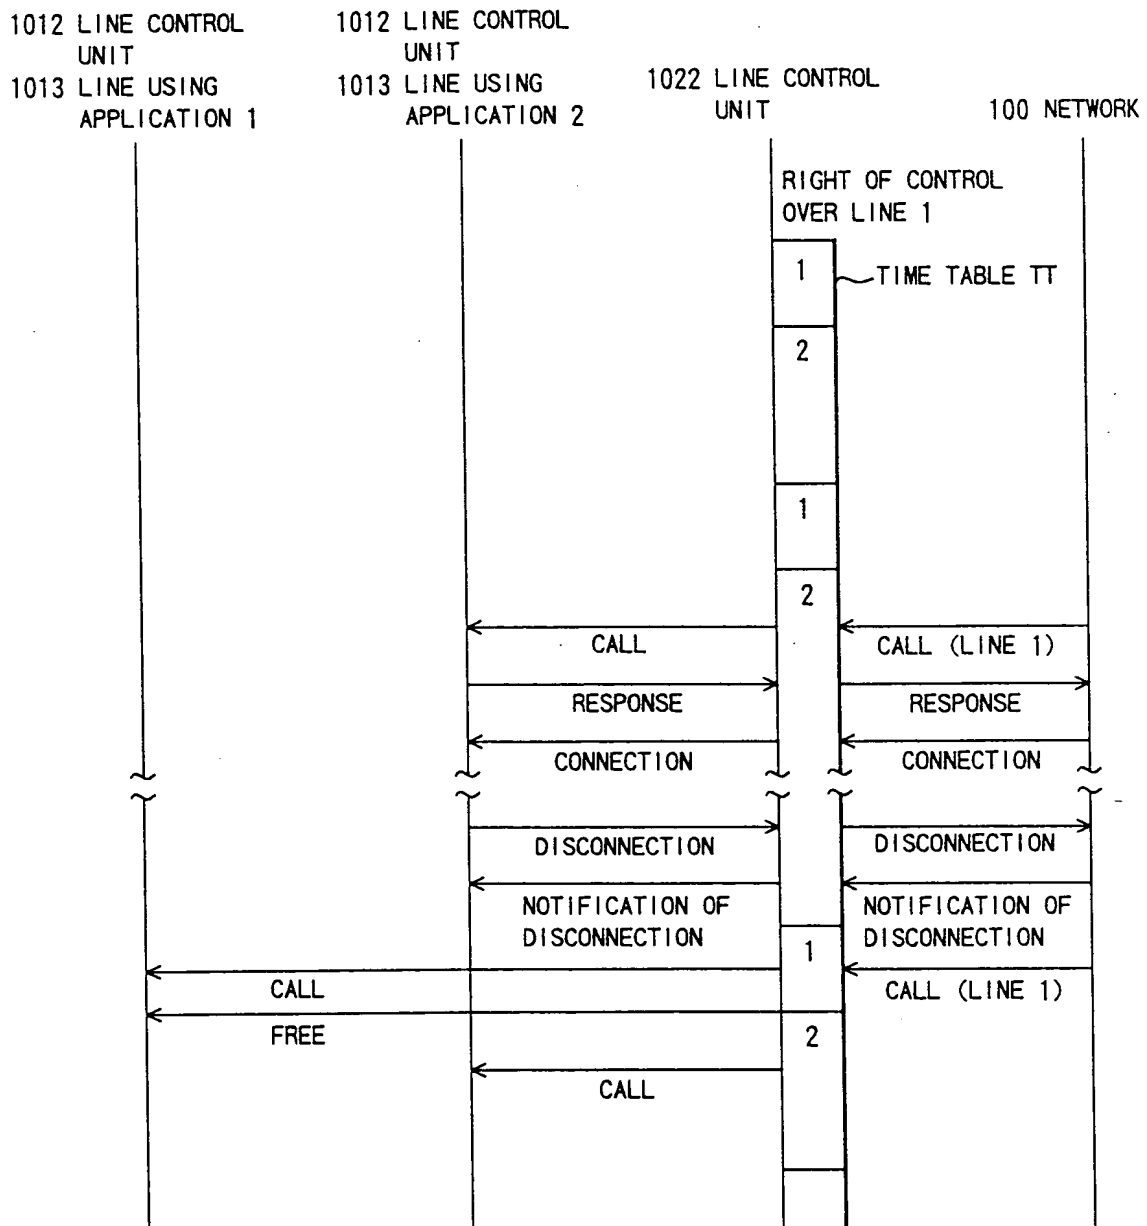 1012 LINE CONTROL
UNIT
1013 LINE USING
APPLICATION 1
1012 LINE CONTROL
UNIT
1013 LINE USING
APPLICATION 2
1022 LINE CONTROL
UNIT
100 NETWORK
RIGHT OF CONTROL
OVER LINE 1
1
TIME TABLE TT
2
1
2
CALL
CALL (LINE 1)
RESPONSE
RESPONSE
CONNECTION
CONNECTION
DISCONNECTION
DISCONNECTION
NOTIFICATION OF
DISCONNECTION
NOTIFICATION OF
DISCONNECTION
1
CALL
CALL (LINE 1)
FREE
2
CALL